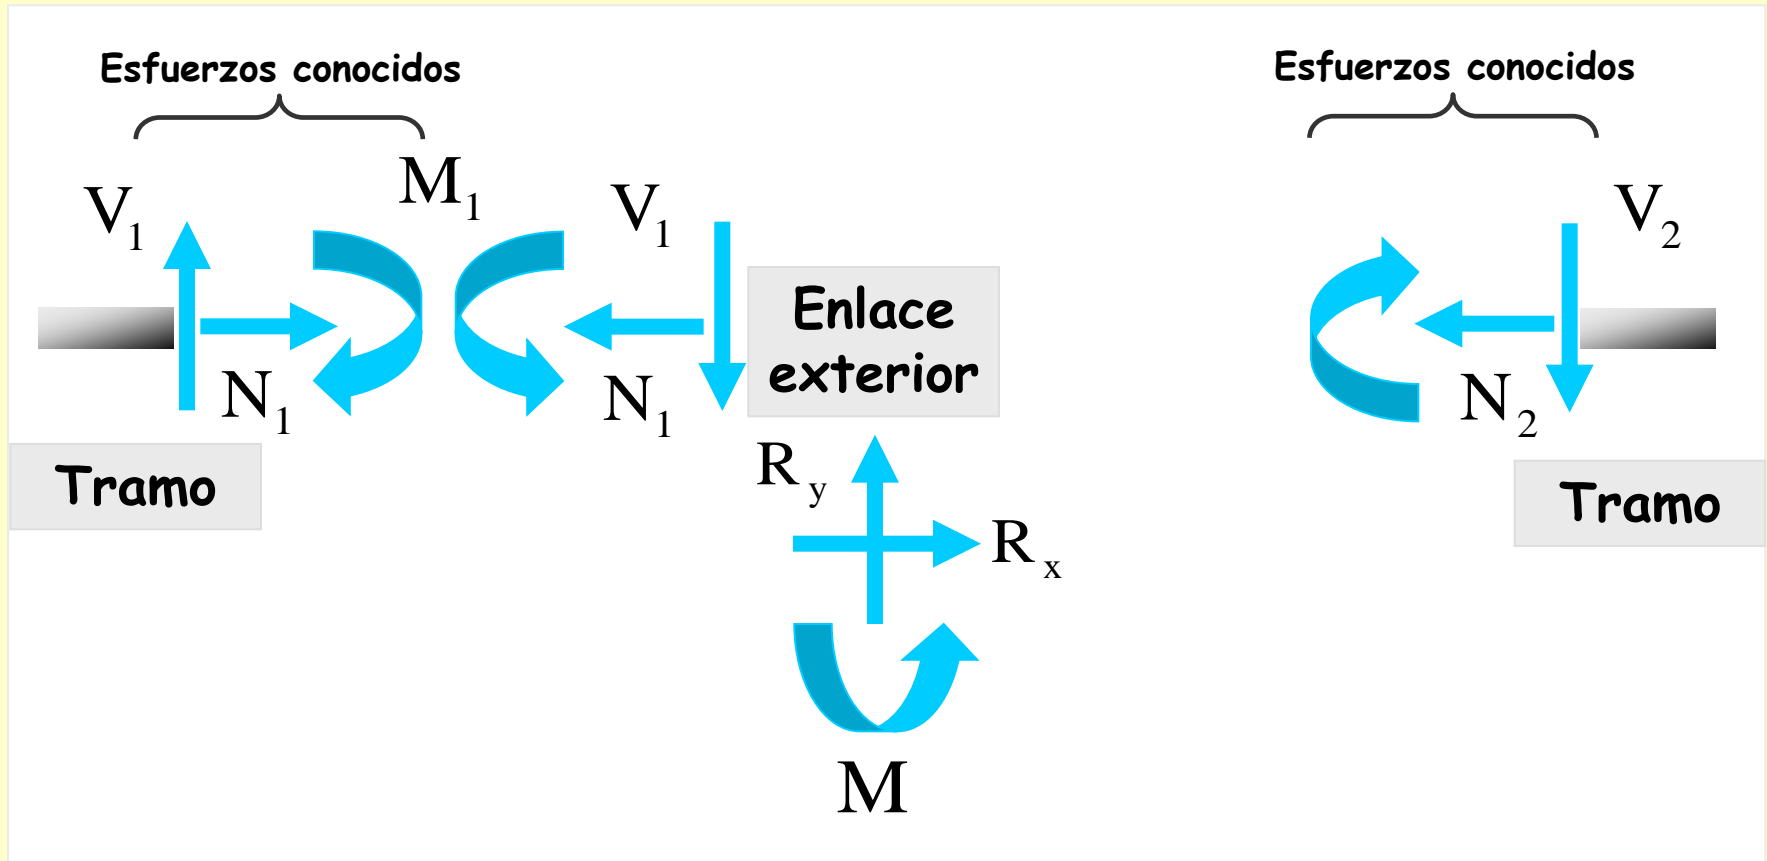 Esfuerzos conocidos
Esfuerzos conocidos
M1
V1
V1
V2
Enlace
exterior
N1
N1
N2
Ry
Tramo
Tramo
Rx
M